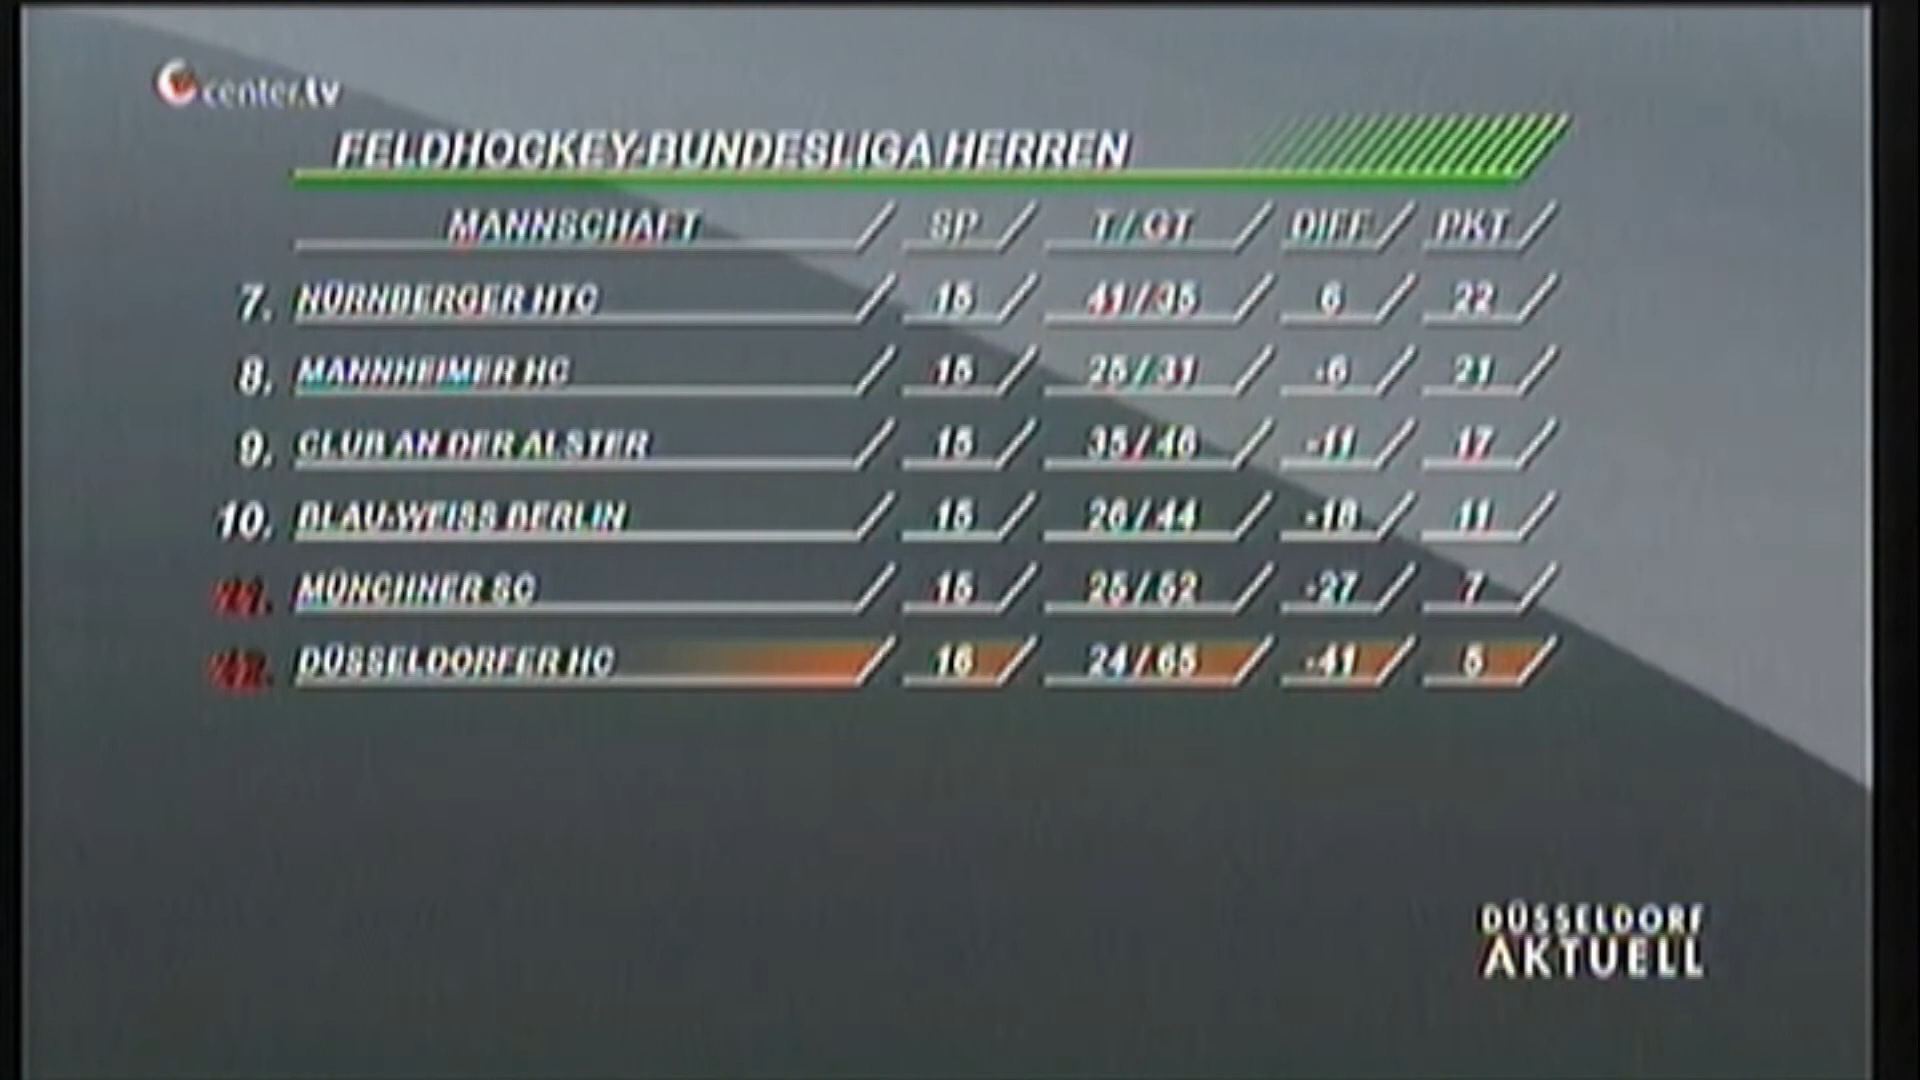 center.tv
FELDHOCKEY-BUNDESLIGA HERREN
MANNSCHAFT SP T / GT DIFF PKT
7. NÜRNBERGER HTC 15 41 / 35 6 22
8. MANNHEIMER HC 15 25 / 31 -6 21
9. CLUB AN DER ALSTER 15 35 / 46 -11 17
10. BLAU-WEISS BERLIN 15 26 / 44 -18 11
11. MÜNCHNER SC 15 25 / 52 -27 7
12. DÜSSELDORFER HC 16 24 / 65 -41 5
DÜSSELDORF
AKTUELL